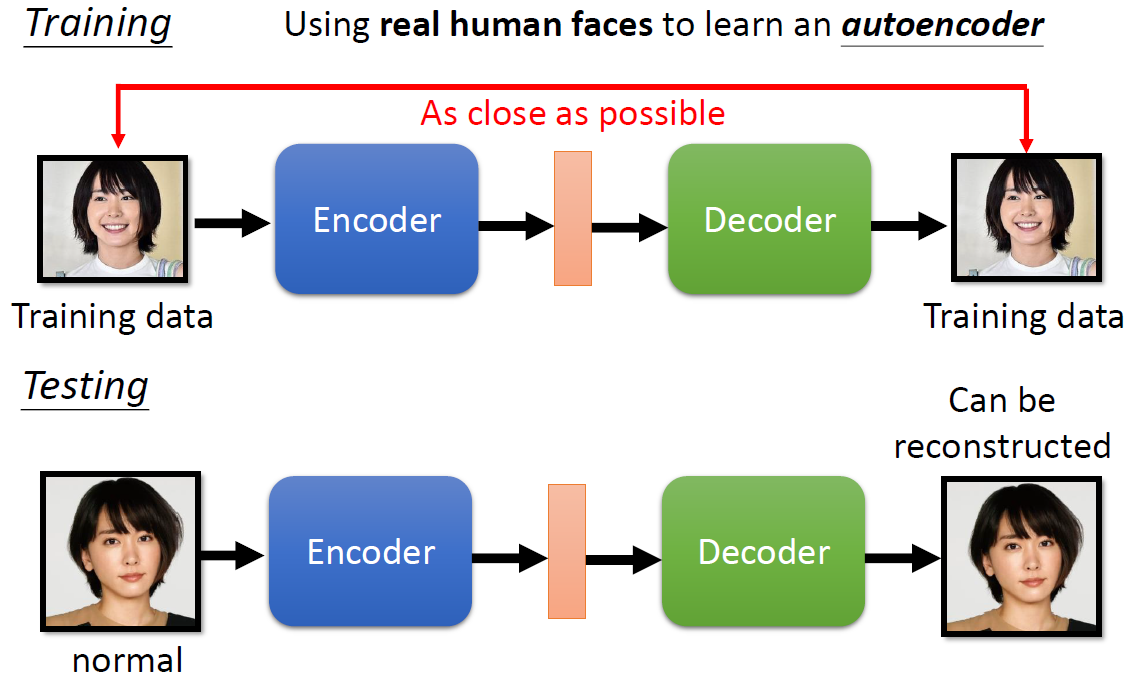 Training
Using real human faces to learn an autoencoder
As close as possible
Encoder
Decoder
Training data
Training data
Testing
Can be
reconstructed
Encoder
Decoder
normal